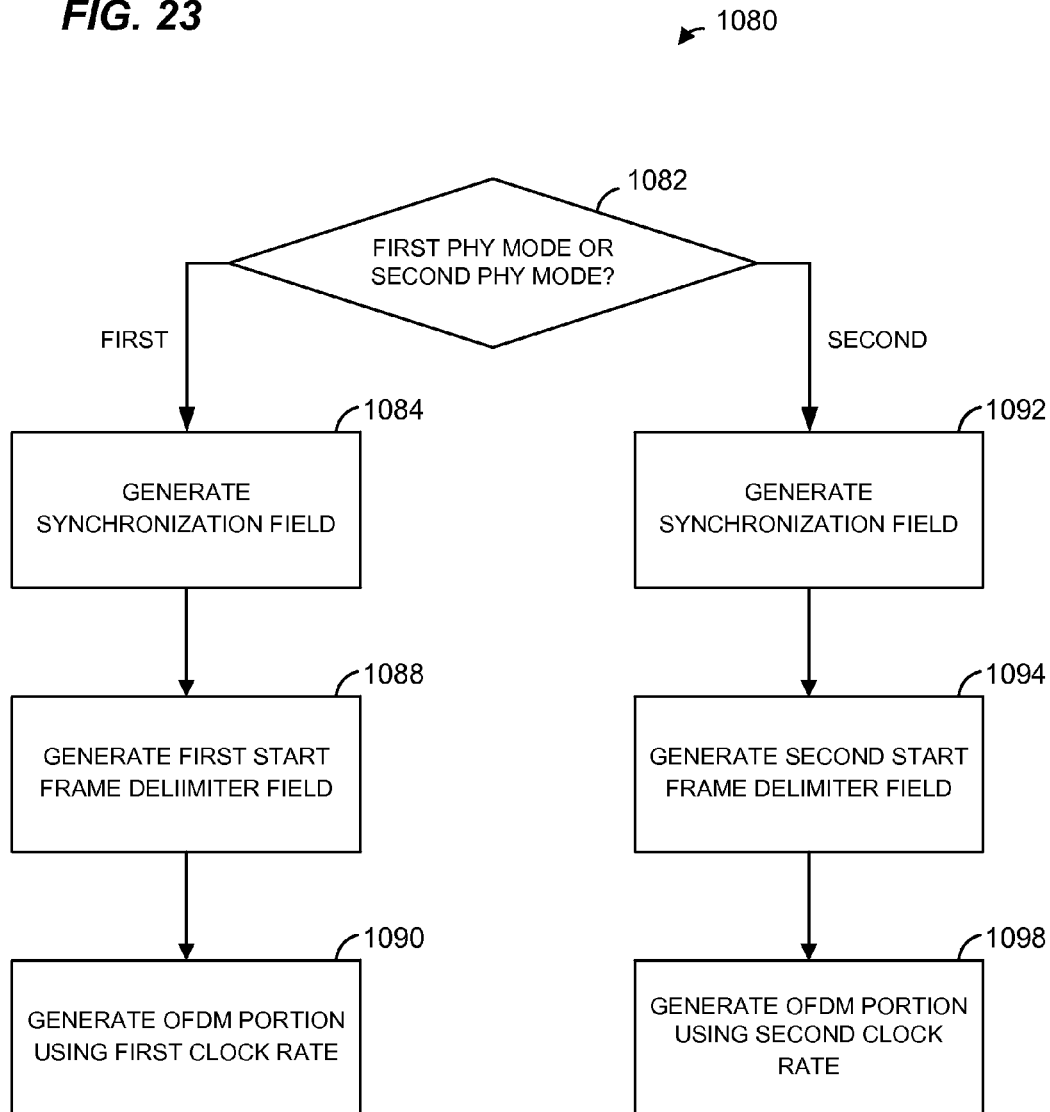 FIG. 23
1080
1082
FIRST PHY MODE OR
SECOND PHY MODE?
FIRST
SECOND
1084
GENERATE
SYNCHRONIZATION FIELD
1092
GENERATE
SYNCHRONIZATION FIELD
1088
GENERATE FIRST START
FRAME DELIIMITER FIELD
1094
GENERATE SECOND START
FRAME DELIMITER FIELD
1090
GENERATE OFDM PORTION
USING FIRST CLOCK RATE
1098
GENERATE OFDM PORTION
USING SECOND CLOCK
RATE